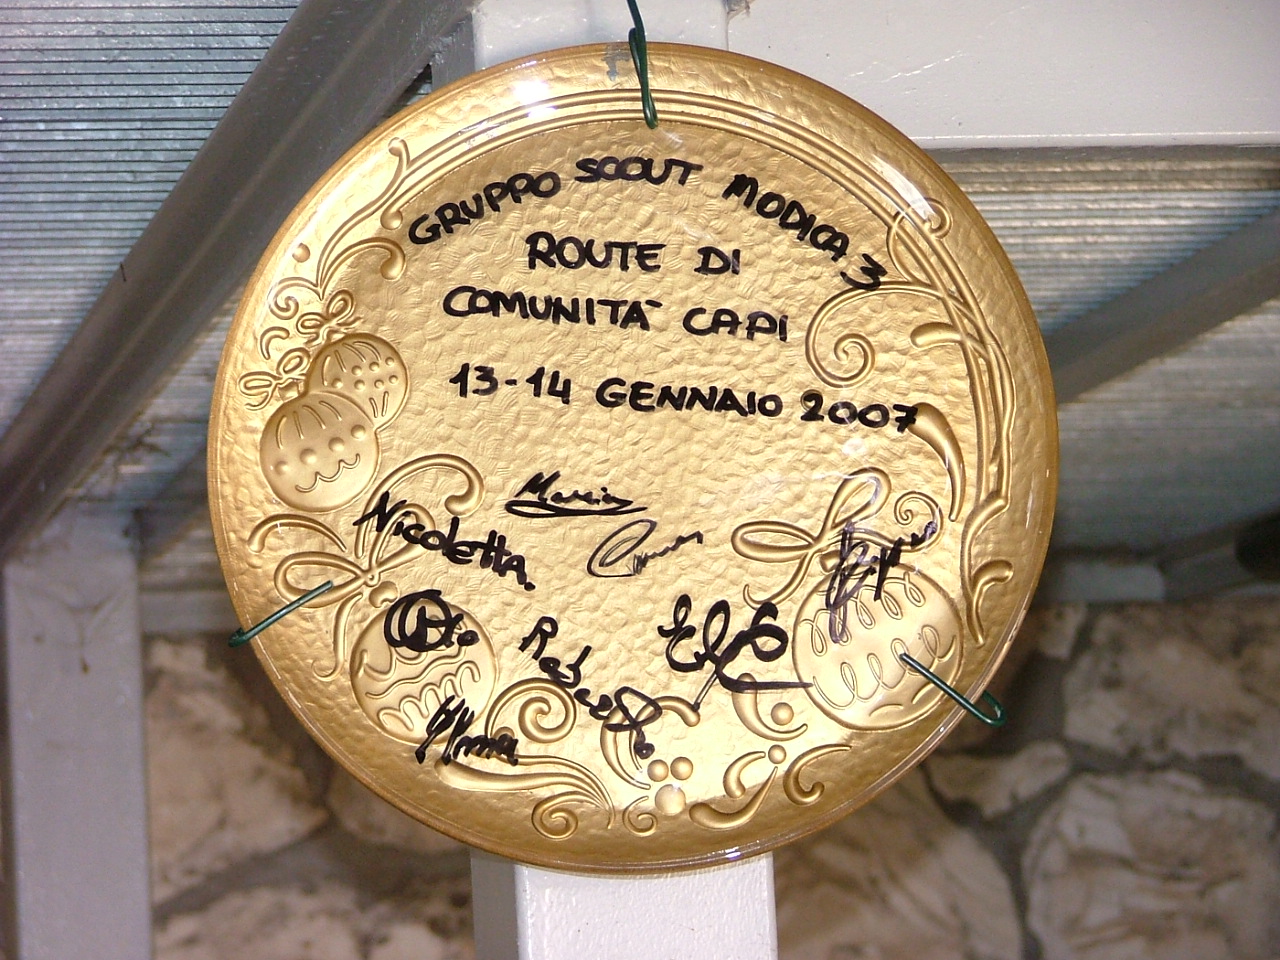 GRUPPO SCOUT MODICA 3
ROUTE DI
COMUNITÀ CAPI
13-14 GENNAIO 2007
Nicoletta.